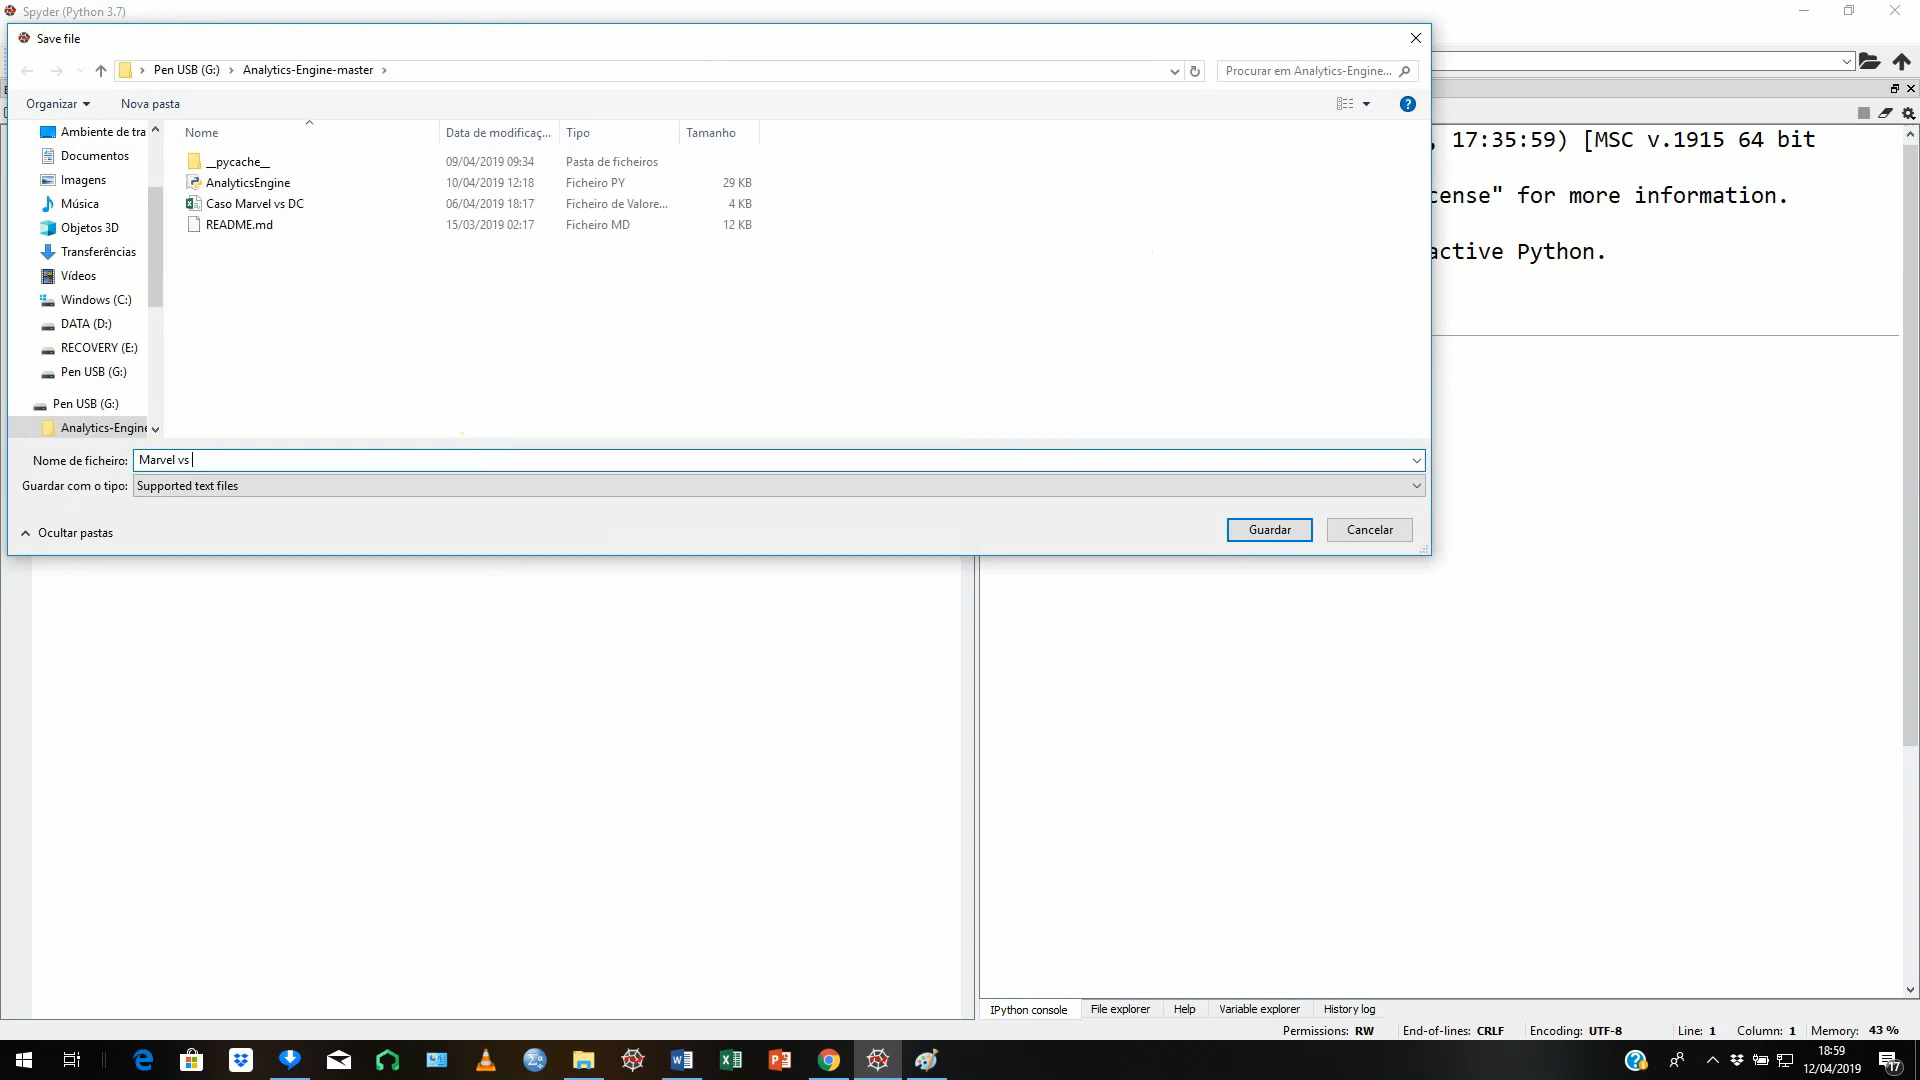 Spyder (Python 3.7)
Save file
Pen USB (G:) Analytics-Engine-master
Procurar em Analytics-Engine...
Organizar
Nova pasta
Nome
Data de modificaç...
Tipo
Tamanho
Ambiente de tra
Documentos
Imagens
Música
Objetos 3D
Transferências
Vídeos
Windows (C:)
DATA (D:)
RECOVERY (E:)
Pen USB (G:)
Pen USB (G:)
Analytics-Engine
__pycache__ 09/04/2019 09:34 Pasta de ficheiros
AnalyticsEngine 10/04/2019 12:18 Ficheiro PY 29 KB
Caso Marvel vs DC 06/04/2019 18:17 Ficheiro de Valore... 4 KB
README.md 15/03/2019 02:17 Ficheiro MD 12 KB
Nome de ficheiro: Marvel vs
Guardar com o tipo: Supported text files
Ocultar pastas
Guardar
Cancelar
, 17:35:59) [MSC v.1915 64 bit
cense" for more information.
active Python.
IPython console
File explorer
Help
Variable explorer
History log
Permissions: RW End-of-lines: CRLF Encoding: UTF-8 Line: 1 Column: 1 Memory: 43 %
18:59
12/04/2019
17